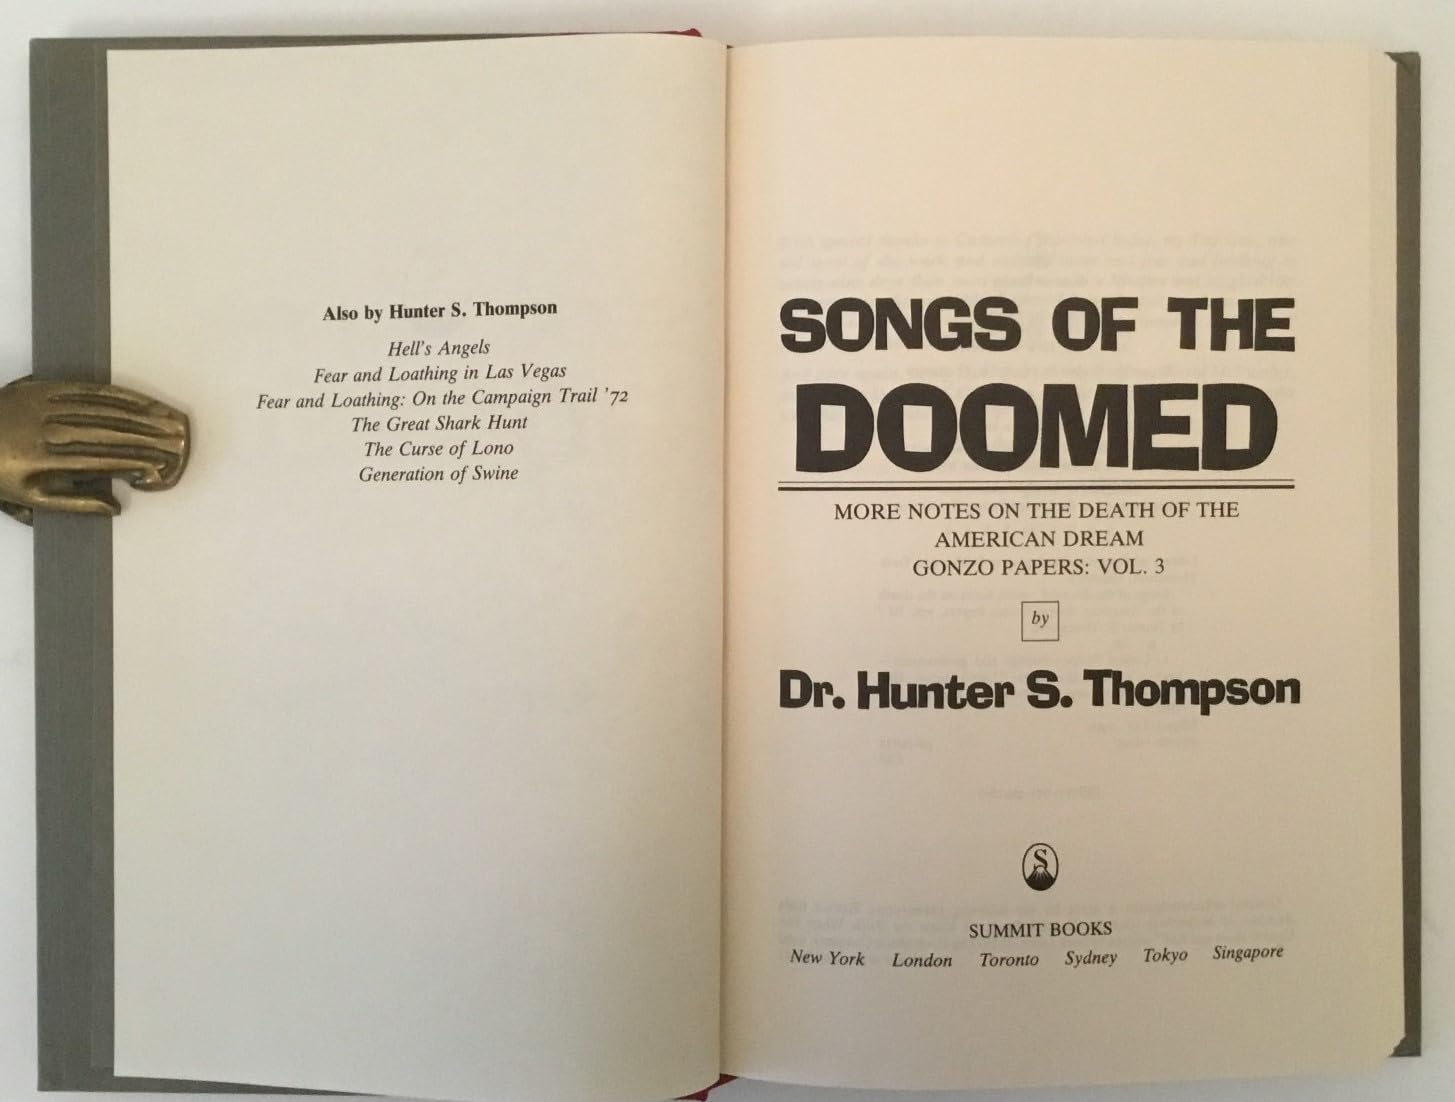 Also by Hunter S. Thompson
Hell's Angels
Fear and Loathing in Las Vegas
Fear and Loathing: On the Campaign Trail '72
The Great Shark Hunt
The Curse of Lono
Generation of Swine
SONGS OF THE
DOOMED
MORE NOTES ON THE DEATH OF THE
AMERICAN DREAM
GONZO PAPERS: VOL. 3
by
Dr. Hunter S. Thompson
S
SUMMIT BOOKS
New York London Toronto Sydney Tokyo Singapore